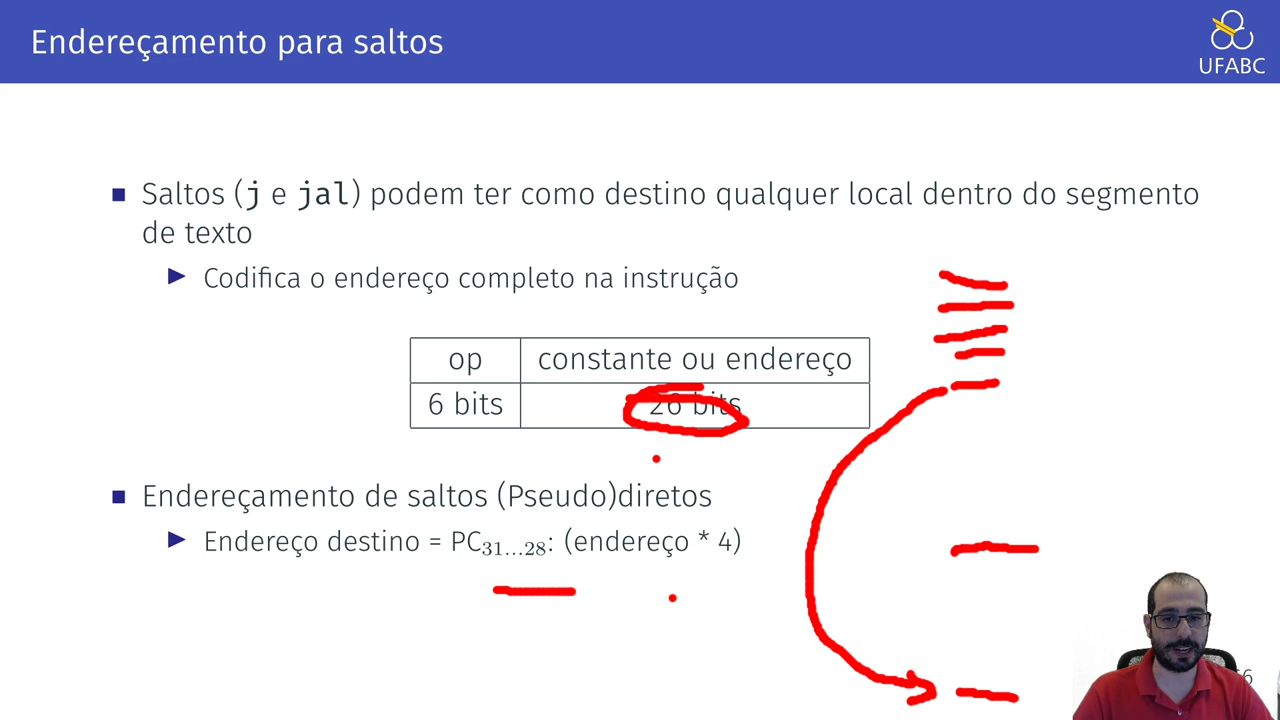 Endereçamento para saltos
UFABC
Saltos (j e jal) podem ter como destino qualquer local dentro do segmento
de texto
Codifica o endereço completo na instrução
op constante ou endereço
6 bits 26 bits
Endereçamento de saltos (Pseudo)diretos
Endereço destino = PC31...28: (endereço * 4)